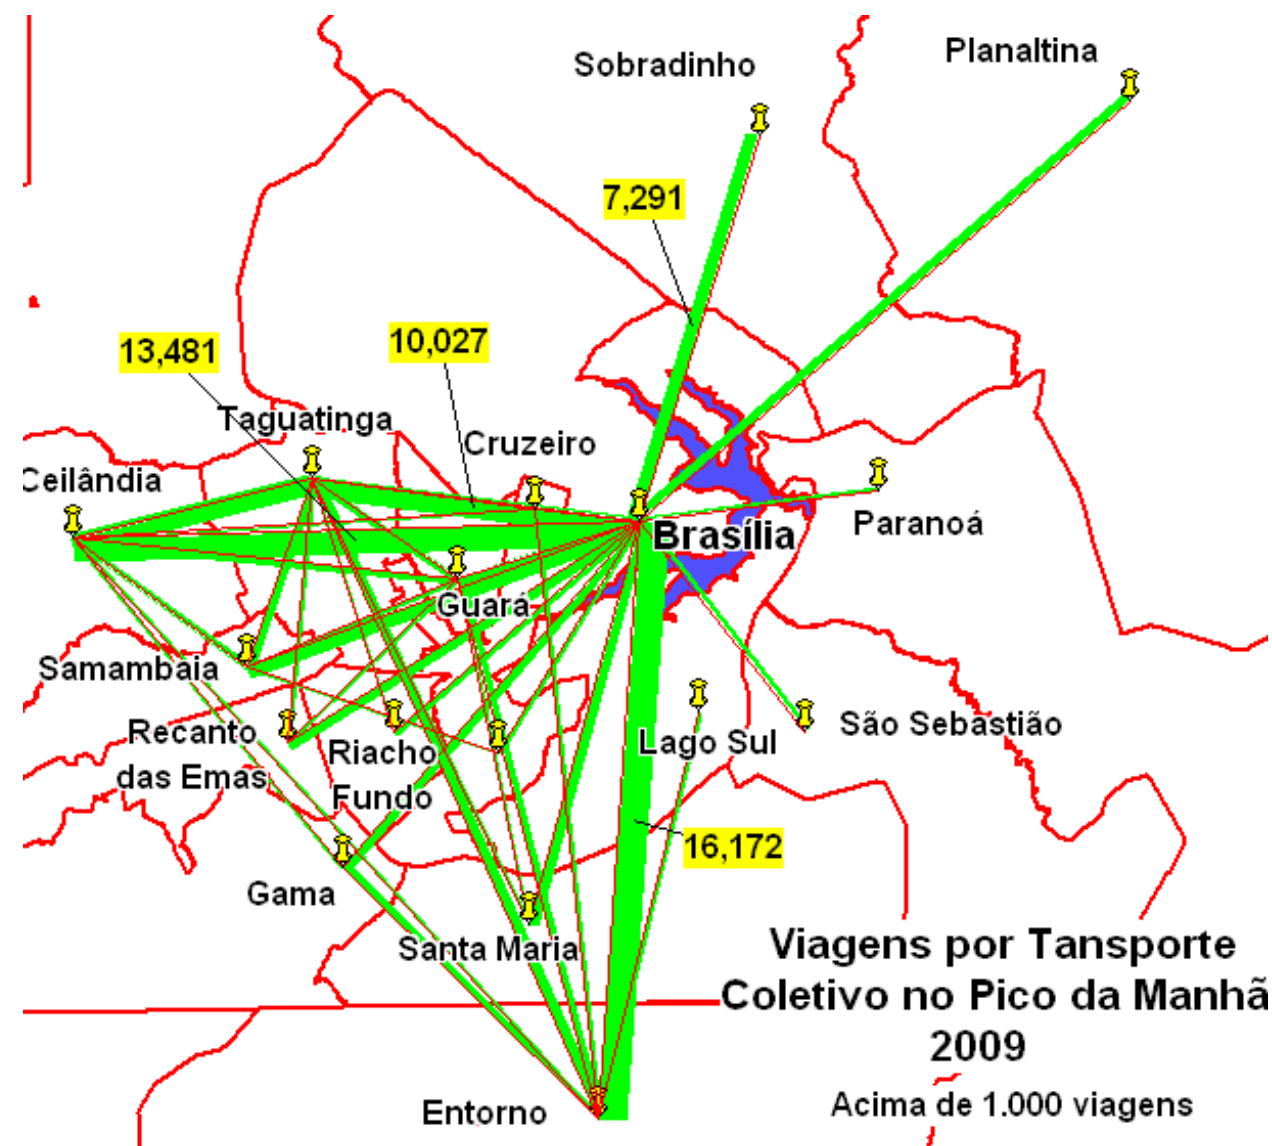 Sobradinho
Planaltina
7,291
13,481
10,027
Taguatinga
Cruzeiro
Ceilândia
Paranoá
Brasília
Guará
Samambaia
Recanto
das Emas
Riacho
Fundo
Lago Sul
São Sebastião
16,172
Gama
Santa Maria
Viagens por Tansporte
Coletivo no Pico da Manhã
2009
Acima de 1.000 viagens
Entorno